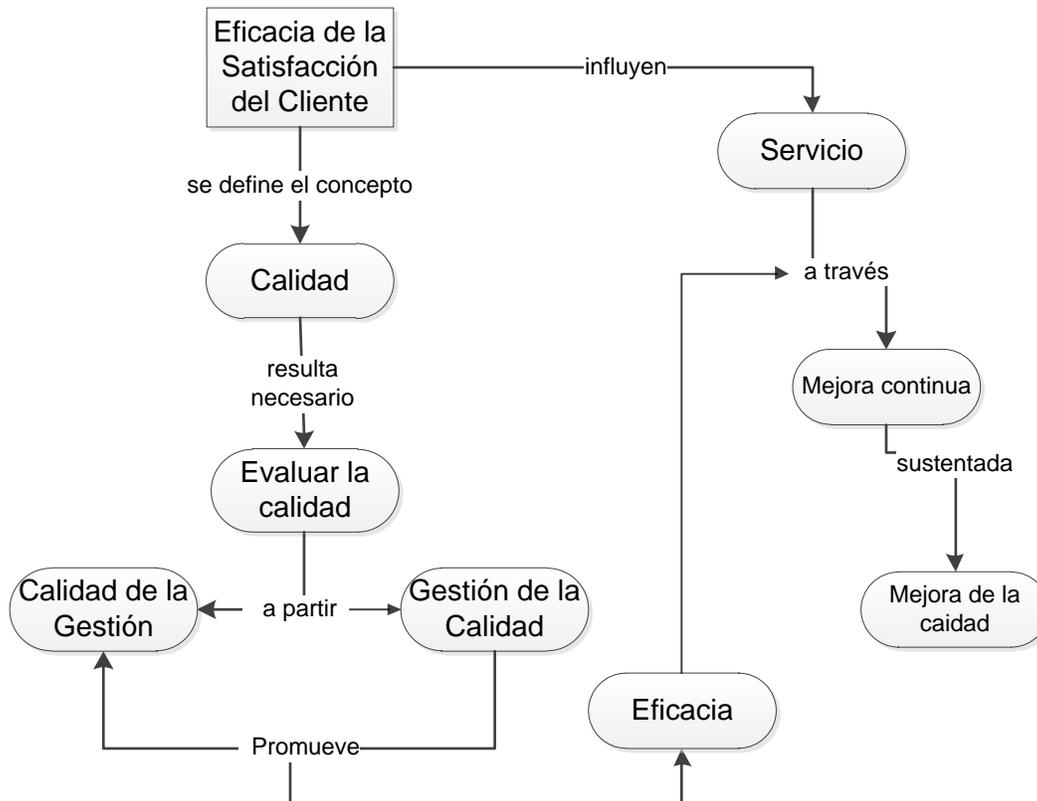 Eficacia de la
Satisfacción
del Cliente
influyen
Servicio
se define el concepto
Calidad
a través
resulta
necesario
Mejora continua
Evaluar la
calidad
sustentada
Calidad de la
Gestión
a partir
Gestión de la
Calidad
Mejora de la
caidad
Eficacia
Promueve